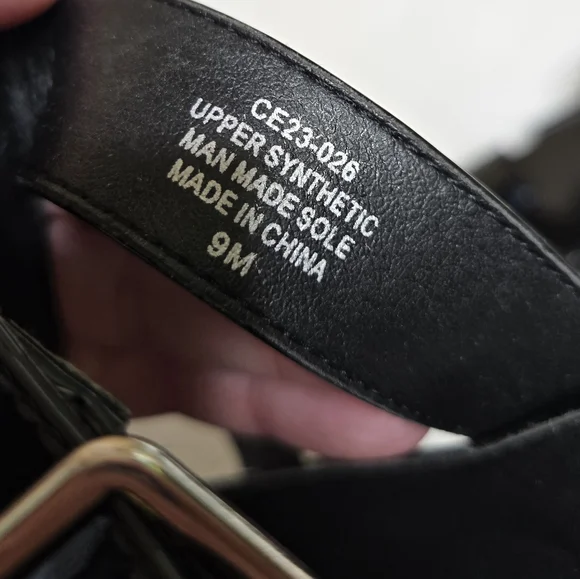 CE23-026
UPPER SYNTHETIC
MAN MADE SOLE
MADE IN CHINA
9M